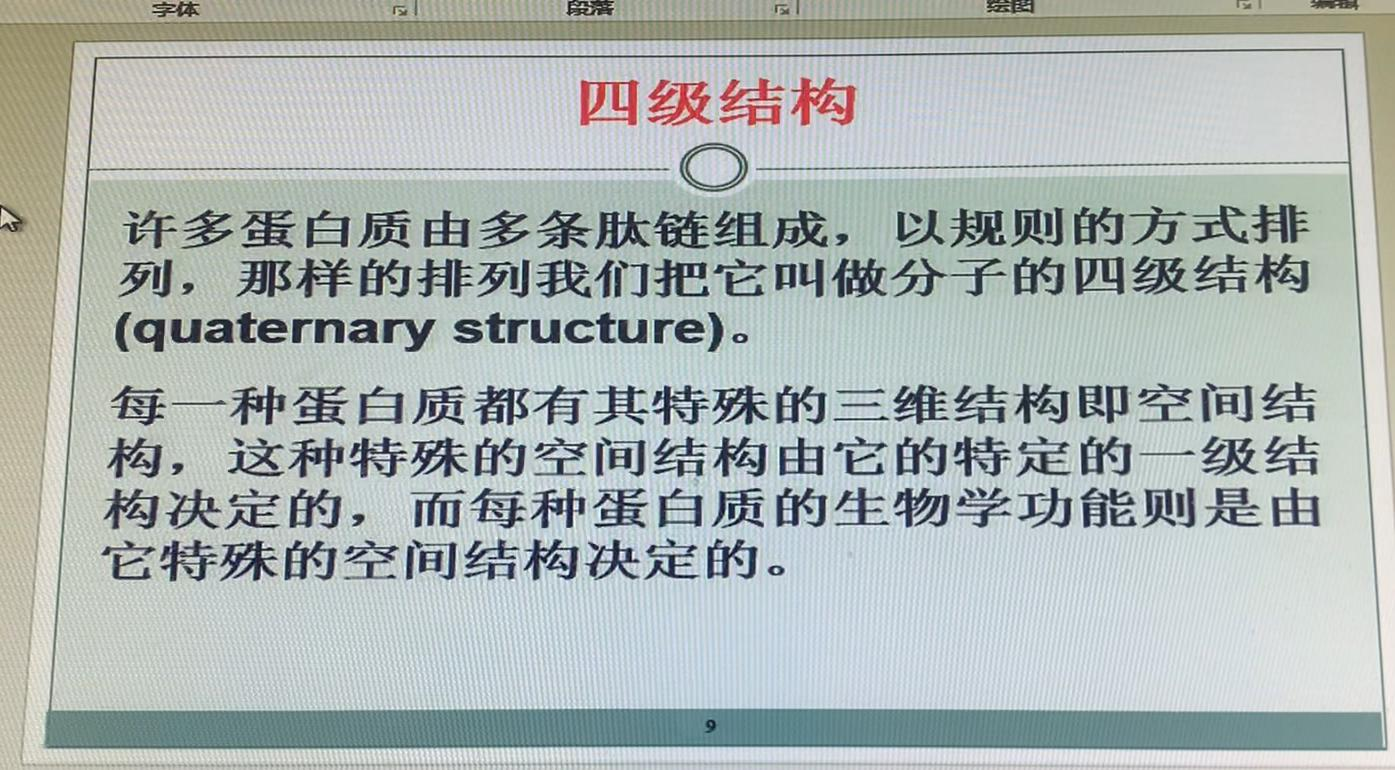 字体
段落
绘图
编辑
四级结构
许多蛋白质由多条肽链组成，以规则的方式排
列，那样的排列我们把它叫做分子的四级结构
(quaternary structure)。
每一种蛋白质都有其特殊的三维结构即空间结
构，这种特殊的空间结构由它的特定的一级结
构决定的，而每种蛋白质的生物学功能则是由
它特殊的空间结构决定的。
9